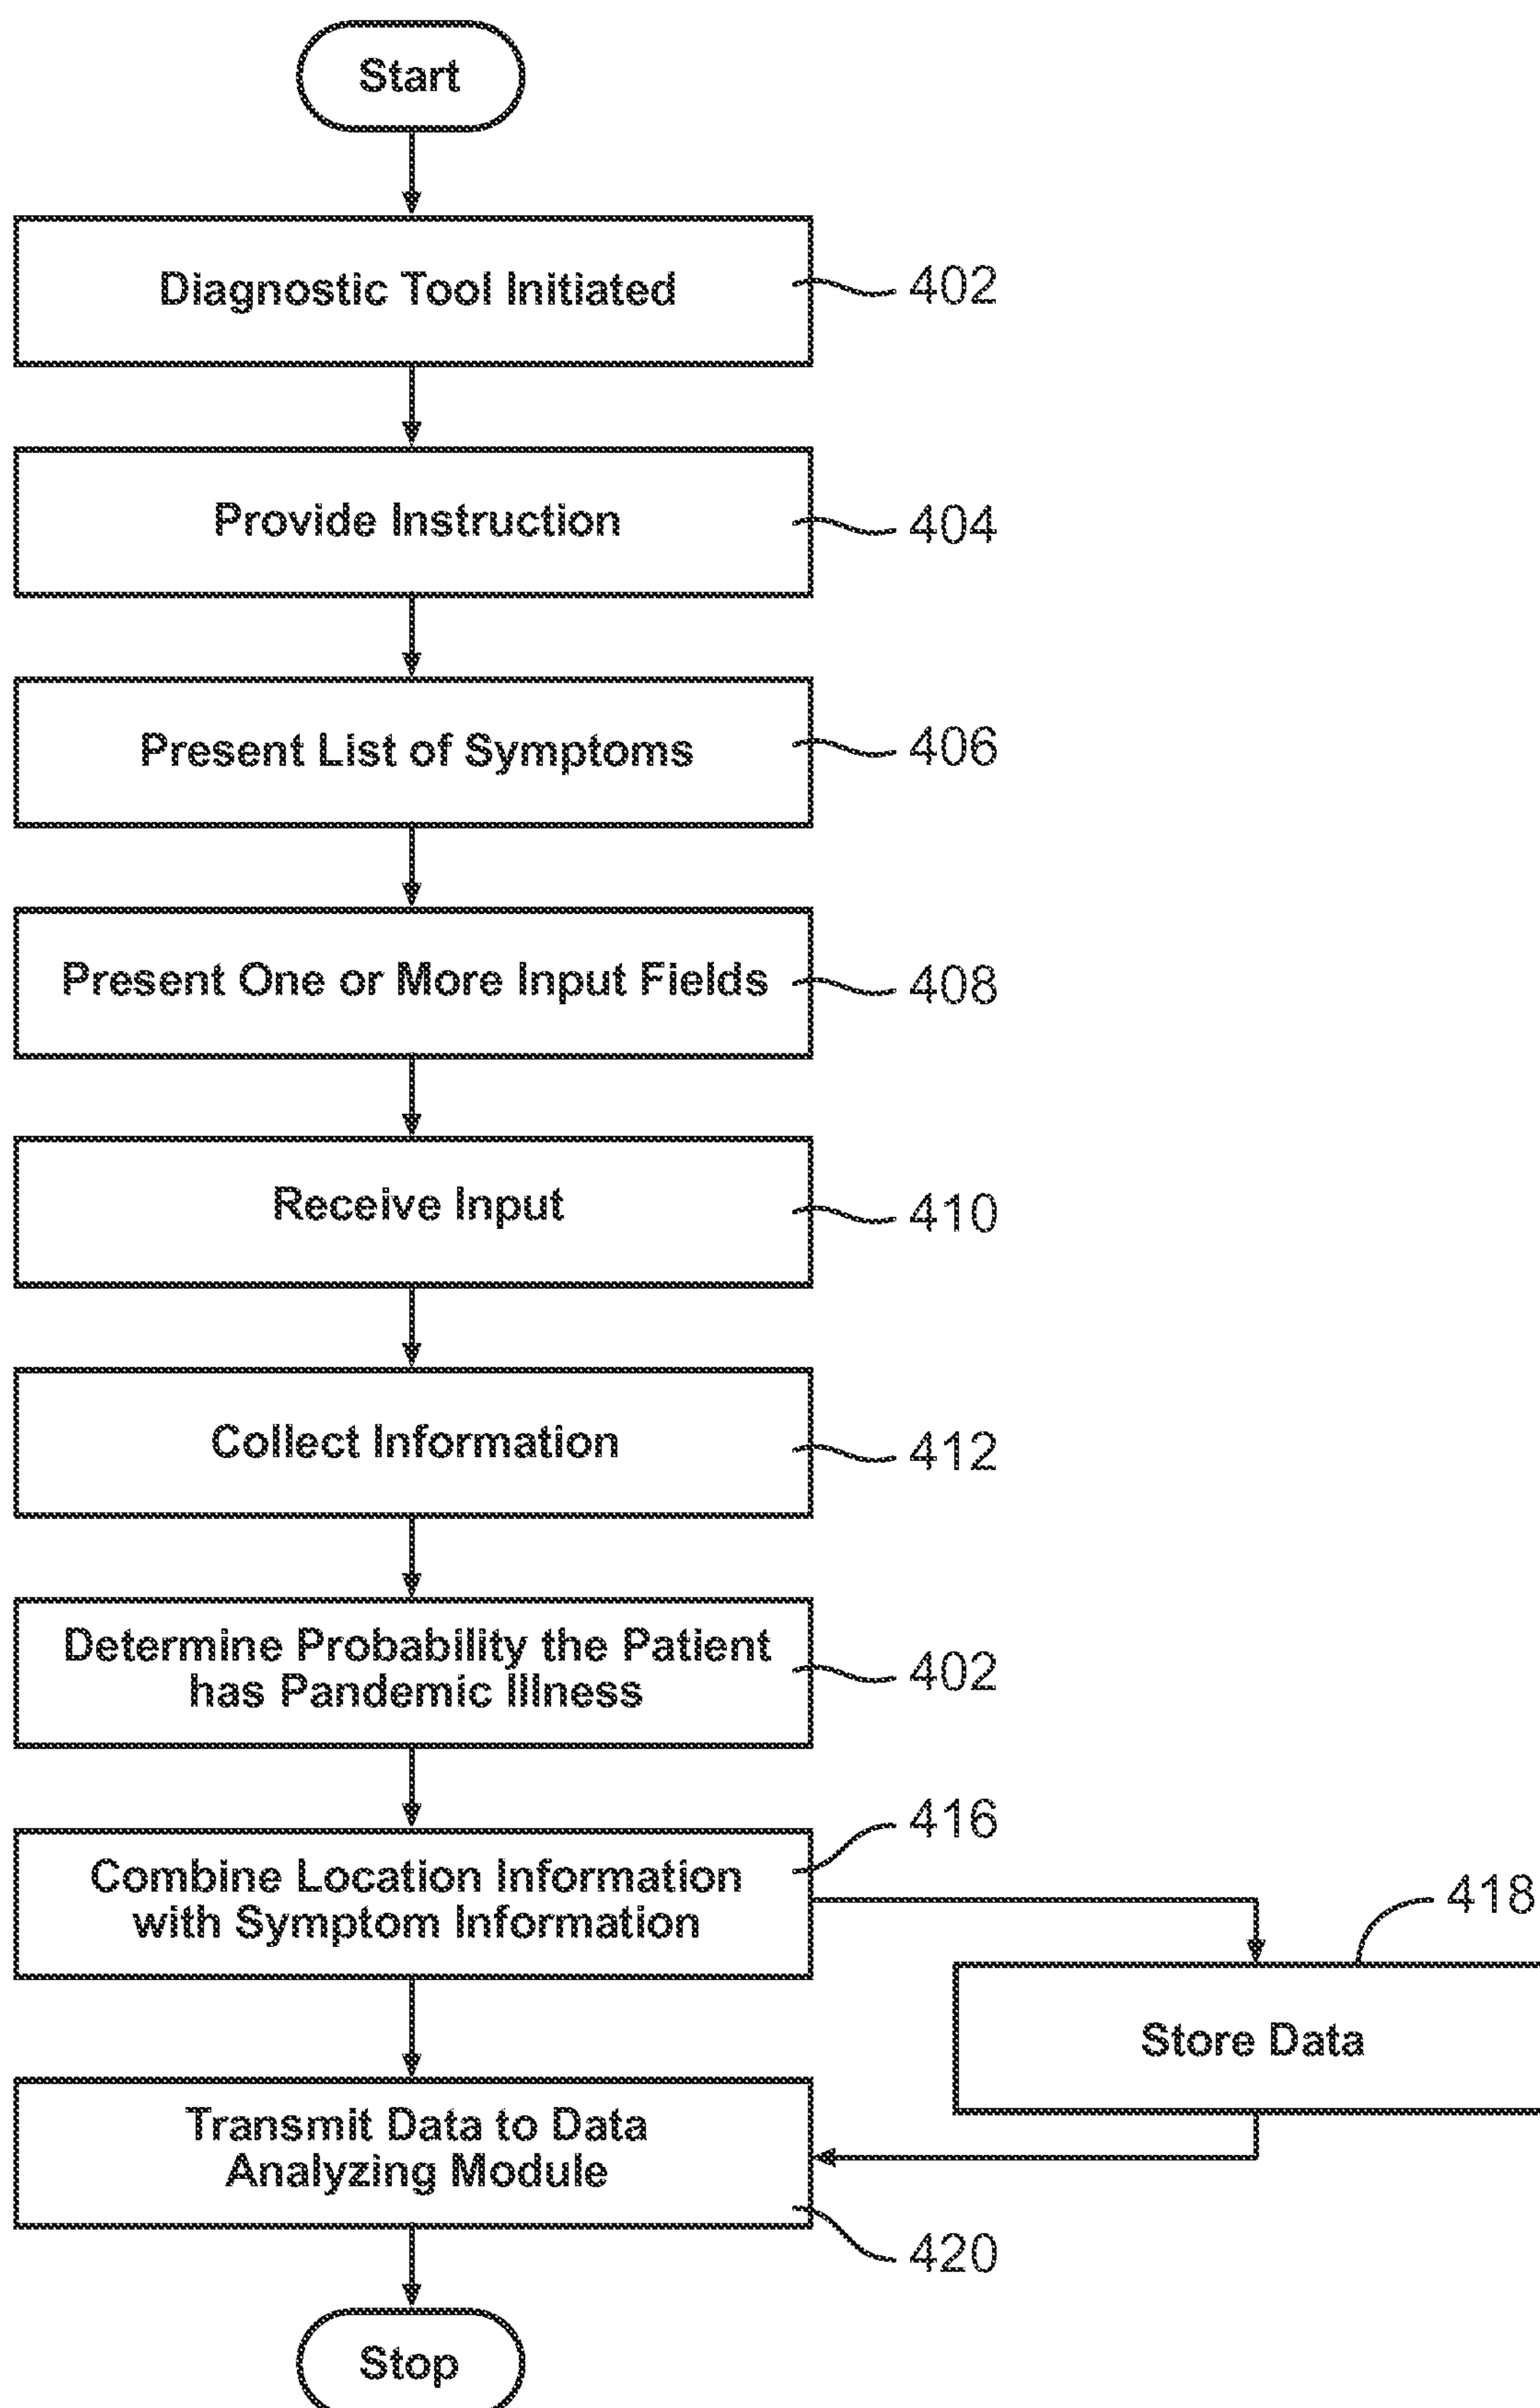 Start
Diagnostic Tool Initiated
402
Provide Instruction
404
Present List of Symptoms
406
Present One or More Input Fields
408
Receive Input
410
Collect Information
412
Determine Probability the Patient
has Pandemic Illness
402
Combine Location Information
with Symptom Information
416
418
Store Data
Transmit Data to Data
Analyzing Module
420
Stop